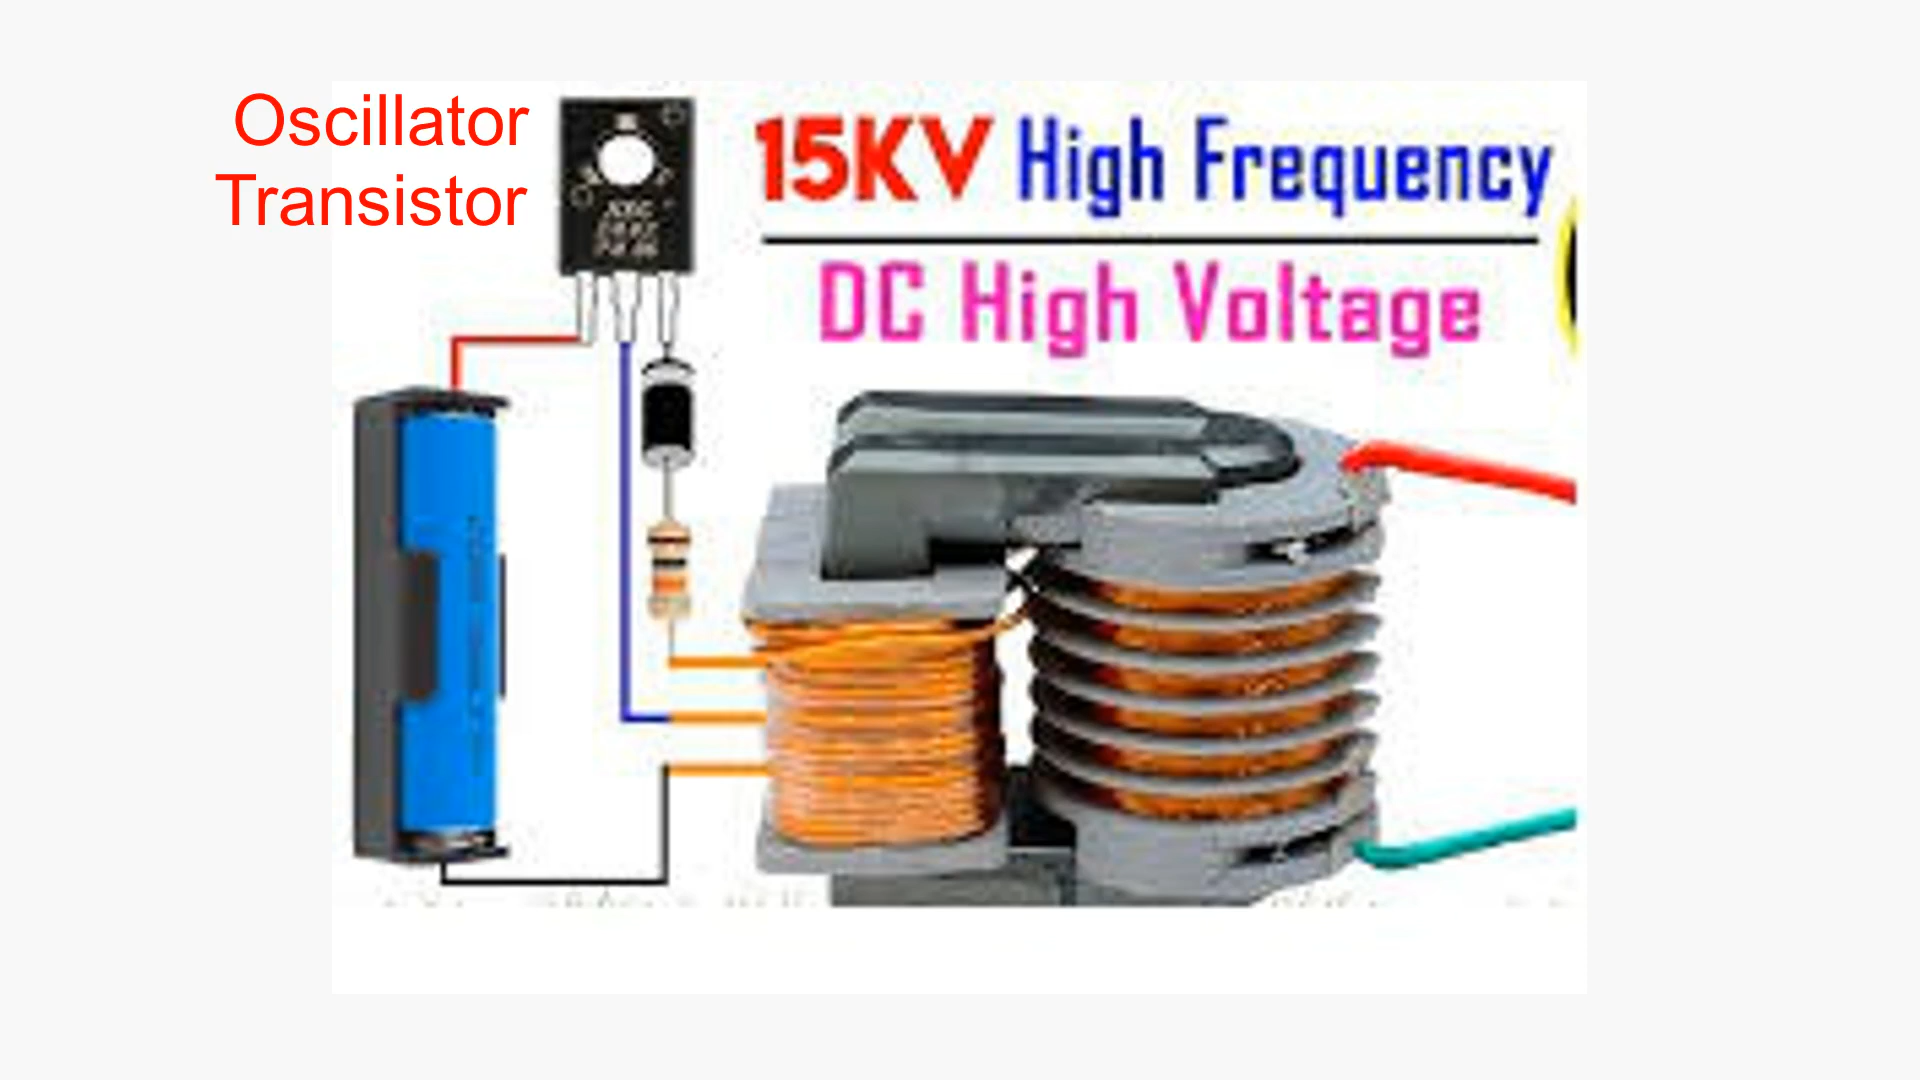 Oscillator
Transistor
15KV High Frequency
DC High Voltage